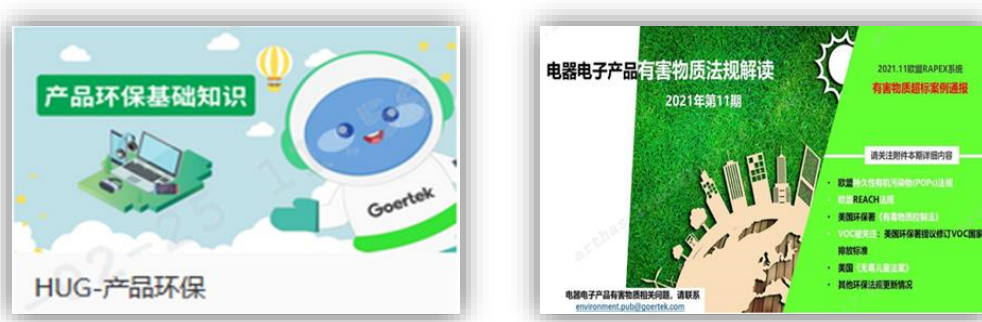 产品环保基础知识
Goertek
HUG-产品环保
电器电子产品有害物质法规解读
2021年第11期
2021.11欧盟RAPEX系统
有害物质超标案例通报
请关注附件本期详细内容
· 欧盟持久性有机污染物(POPs)法规
· 欧盟REACH法规
· 美国环保署《有毒物质控制法》
· VOC被关注：美国环保署提议修订VOC国家
排放标准
· 美国《无毒儿童法案》
· 其他环保法规更新情况
电器电子产品有害物质相关问题，请联系
environment.pub@goertek.com